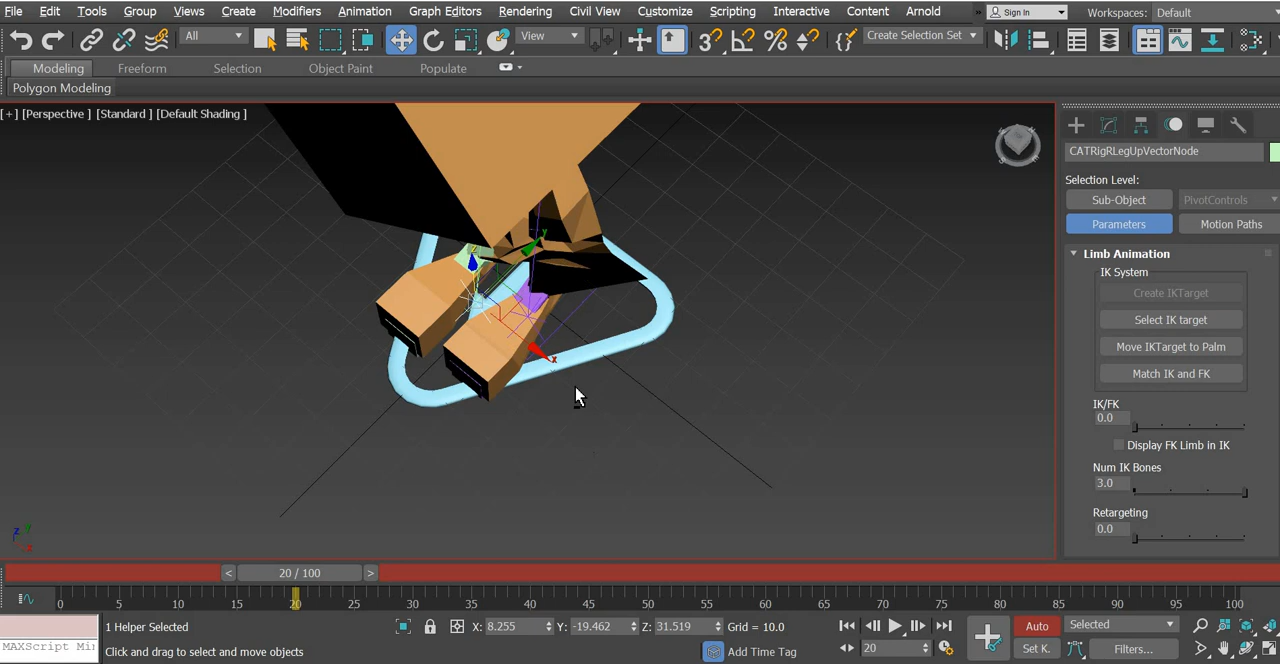 File Edit Tools Group Views Create Modifiers Animation Graph Editors Rendering Civil View Customize Scripting Interactive Content Arnold » Sign In Workspaces: Default
All View Create Selection Set
Modeling Freeform Selection Object Paint Populate
Polygon Modeling
[+] [Perspective ] [Standard ] [Default Shading ]
CATRigRLegUpVectorNode
Selection Level:
Sub-Object PivotControls
Parameters Motion Paths
Limb Animation
IK System
Create IKTarget
Select IK target
Move IKTarget to Palm
Match IK and FK
IK/FK
0.0
Display FK Limb in IK
Num IK Bones
3.0
Retargeting
0.0
z
y
x
z y
x
< 20 / 100 >
0 5 10 15 20 25 30 35 40 45 50 55 60 65 70 75 80 85 90 95 100
1 Helper Selected X: 8.255 Y: -19.462 Z: 31.519 Grid = 10.0 Auto Selected
MAXScript Mi: Click and drag to select and move objects Add Time Tag 20 Set K. Filters...